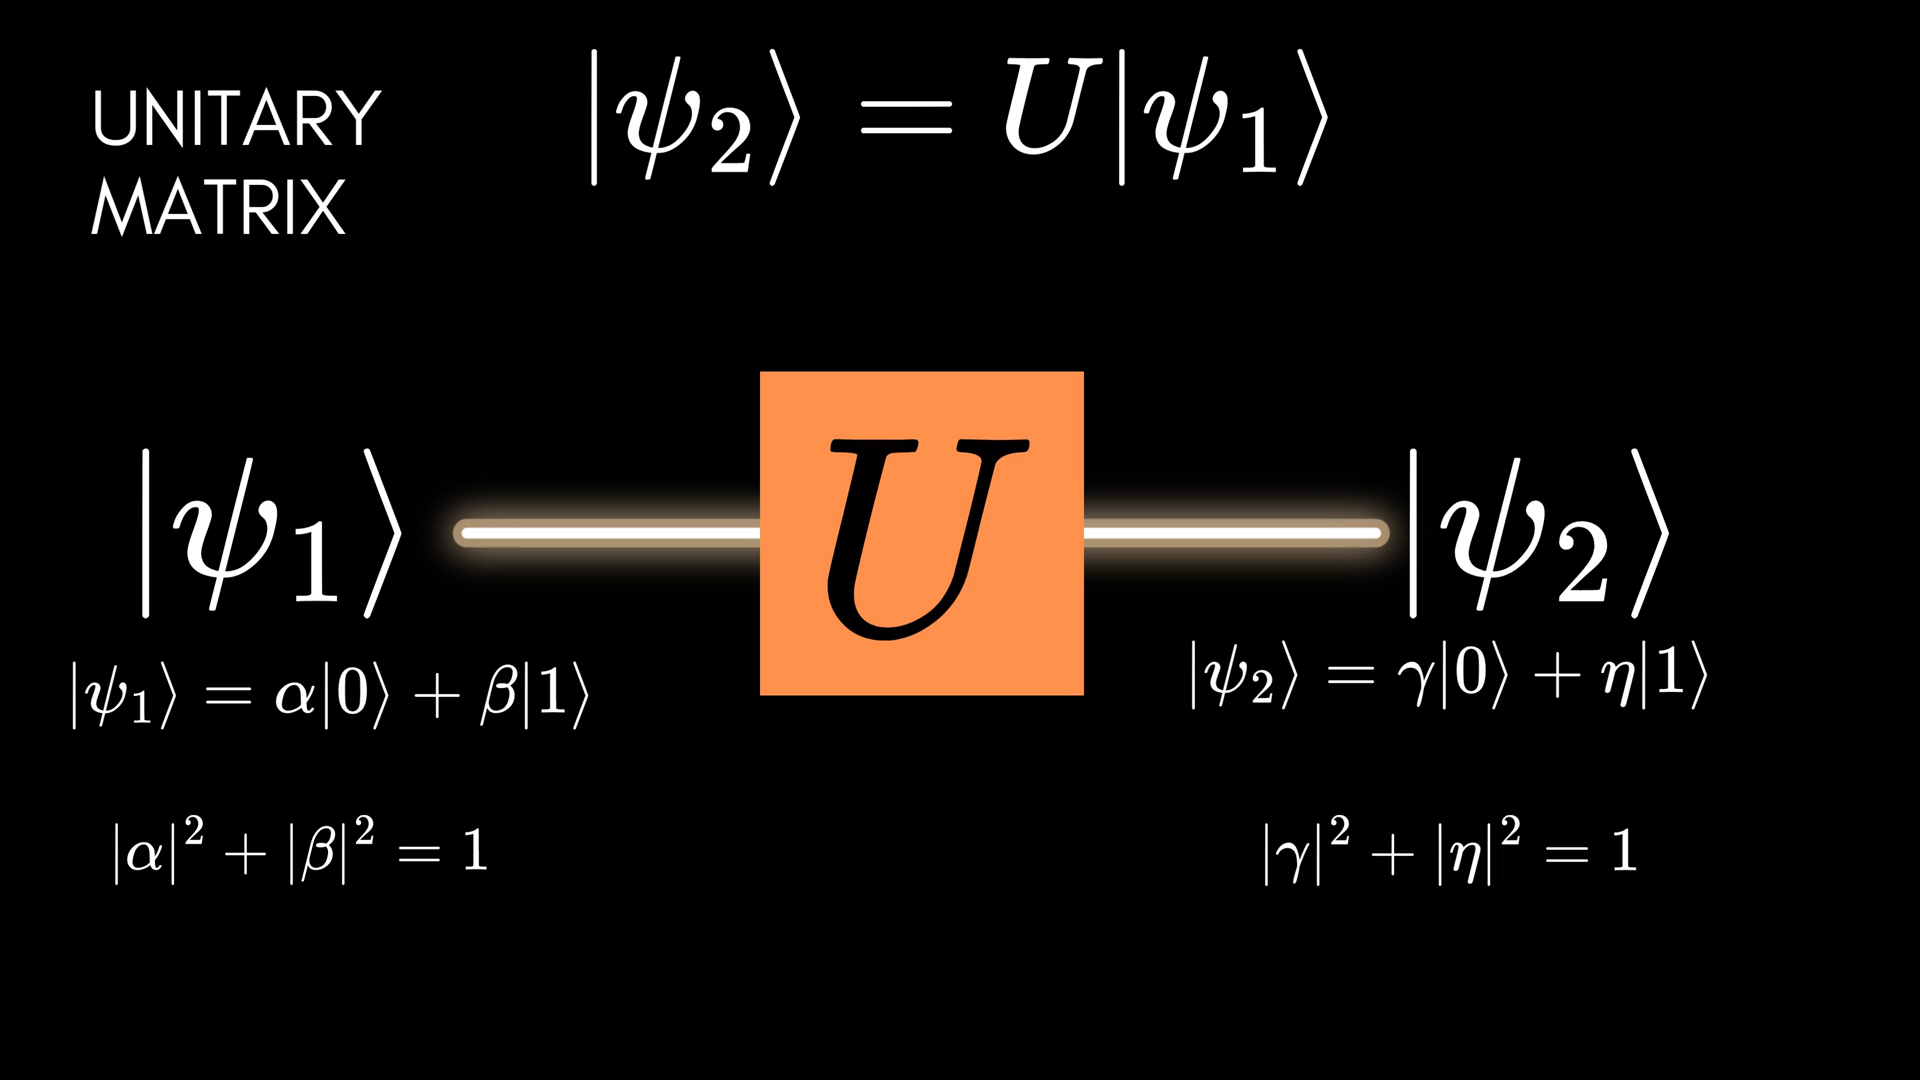 UNITARY
MATRIX
|ψ₂⟩ = U|ψ₁⟩
|ψ₁⟩ U |ψ₂⟩
|ψ₁⟩ = α|0⟩ + β|1⟩
|ψ₂⟩ = γ|0⟩ + η|1⟩
|α|² + |β|² = 1
|γ|² + |η|² = 1